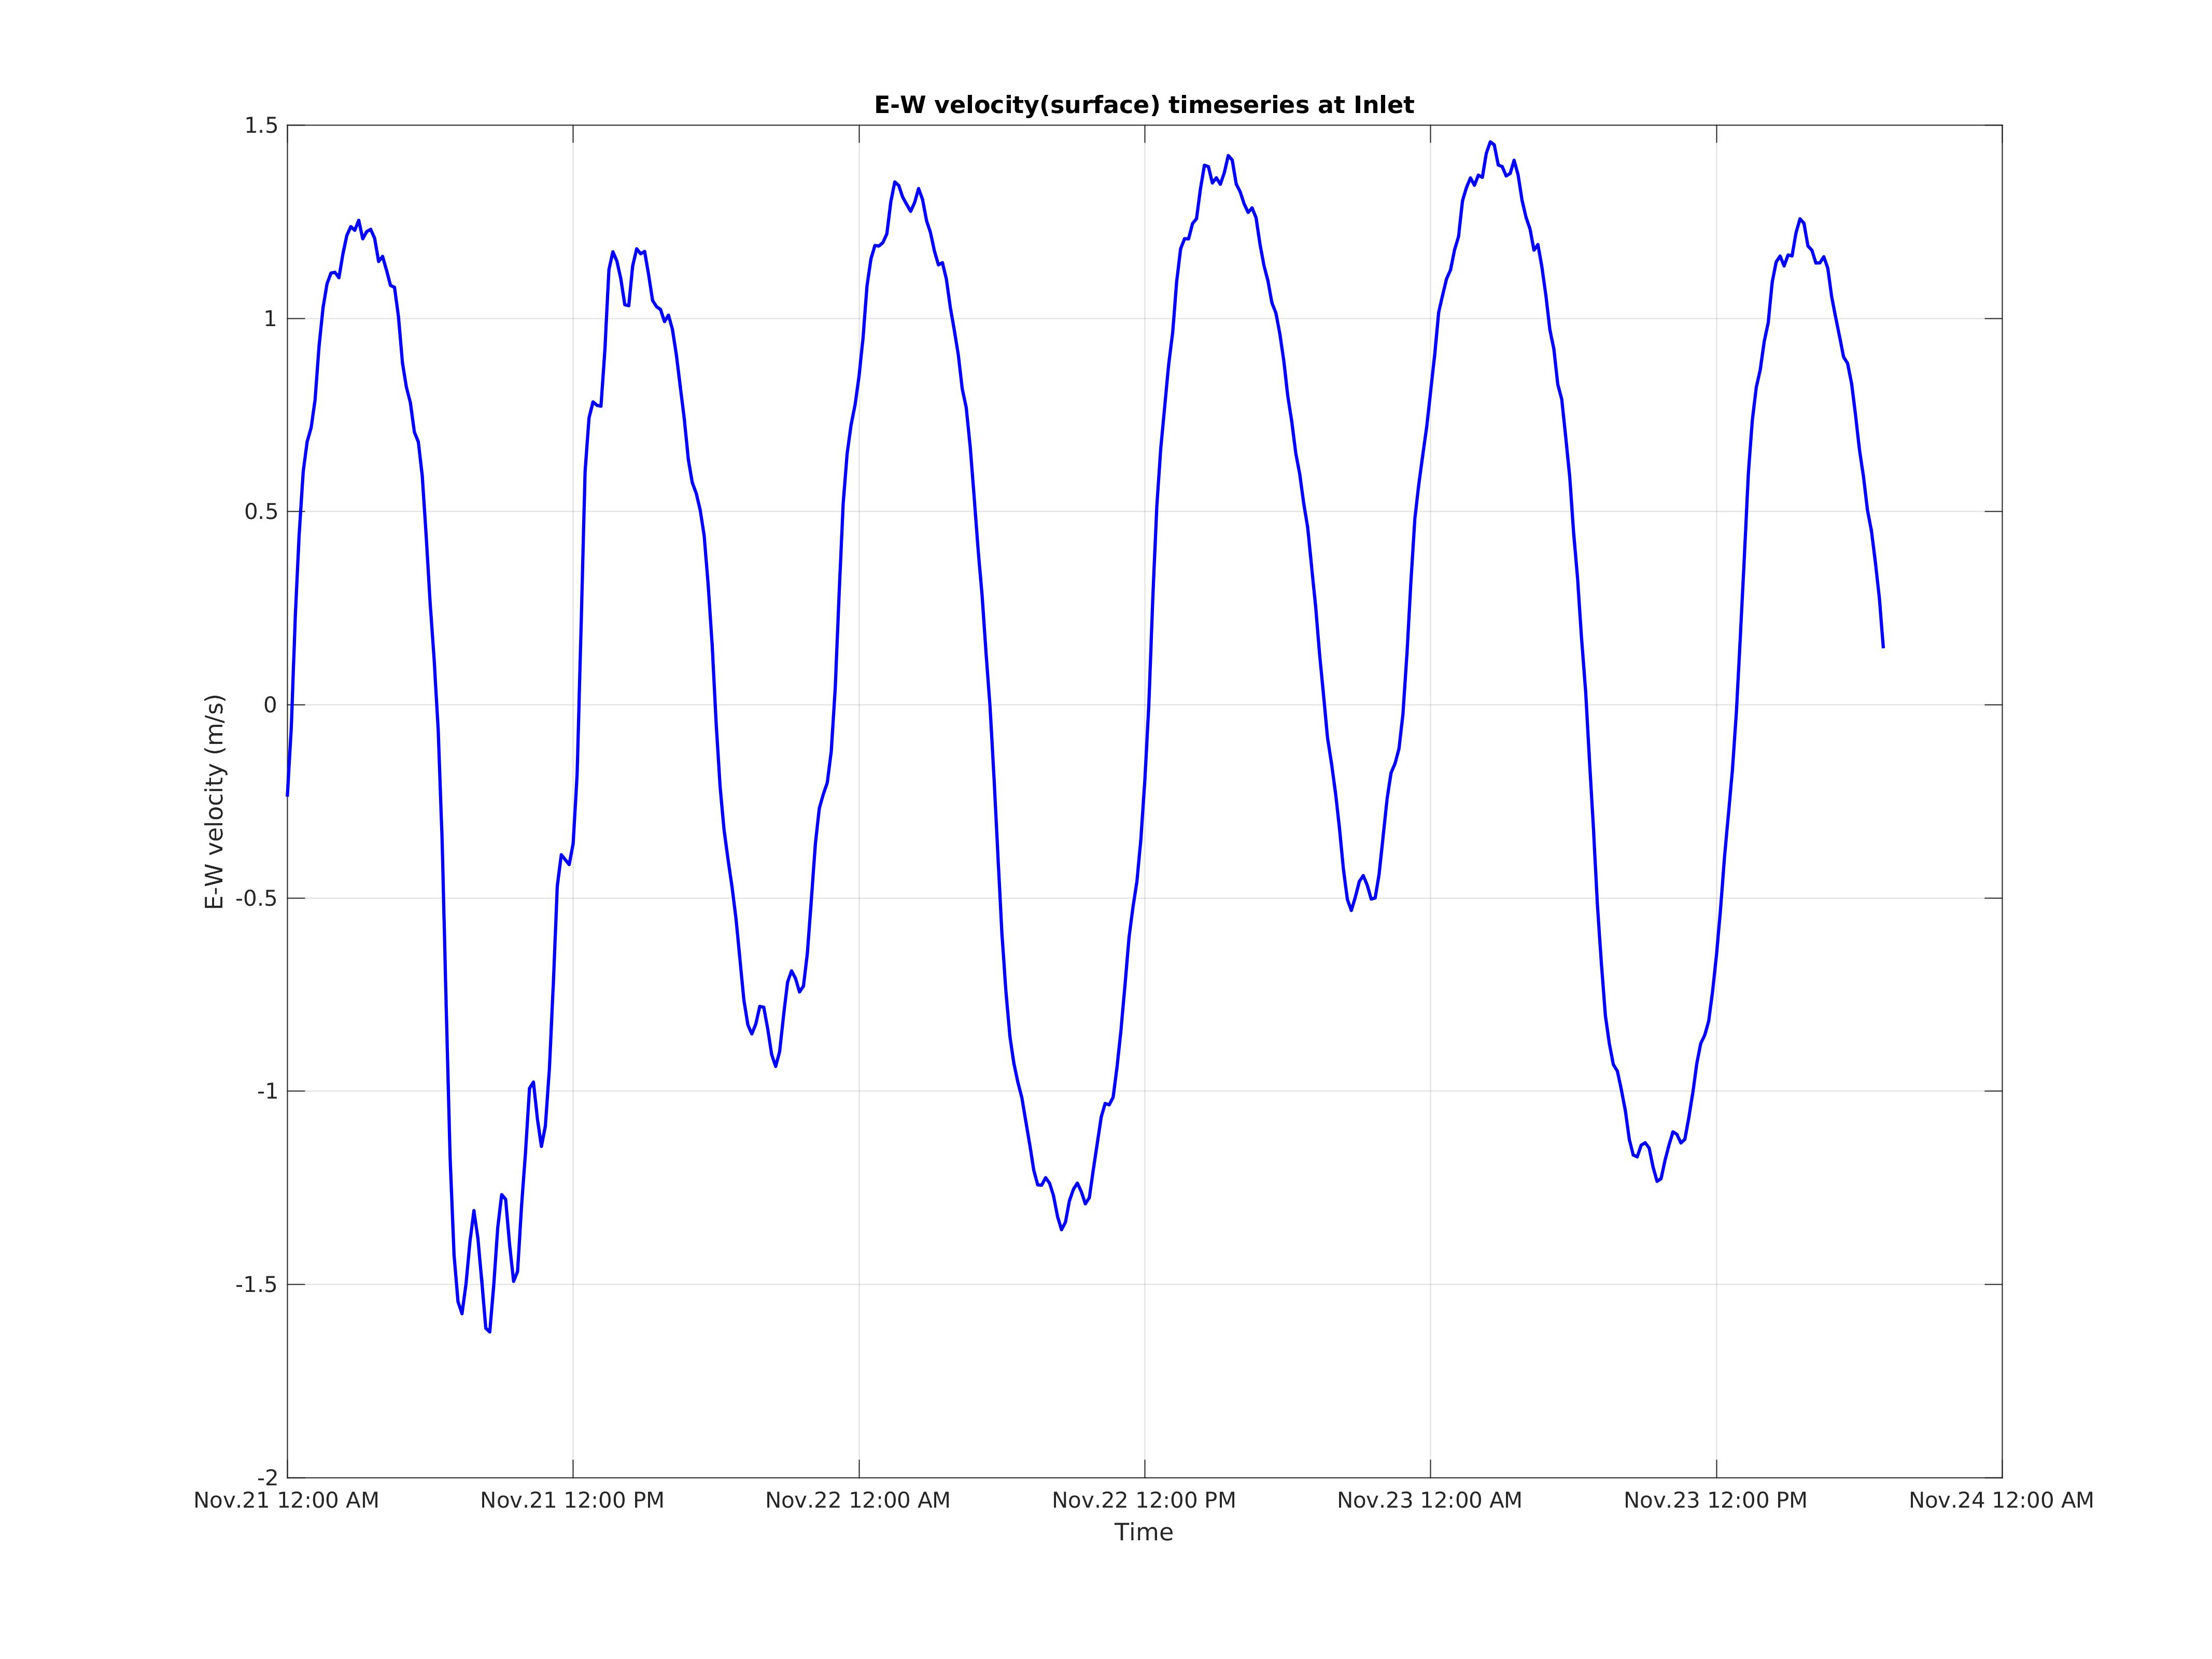 E-W velocity(surface) timeseries at Inlet
1.5
1
0.5
0
-0.5
-1
-1.5
-2
E-W velocity (m/s)
Nov.21 12:00 AM Nov.21 12:00 PM Nov.22 12:00 AM Nov.22 12:00 PM Nov.23 12:00 AM Nov.23 12:00 PM Nov.24 12:00 AM
Time